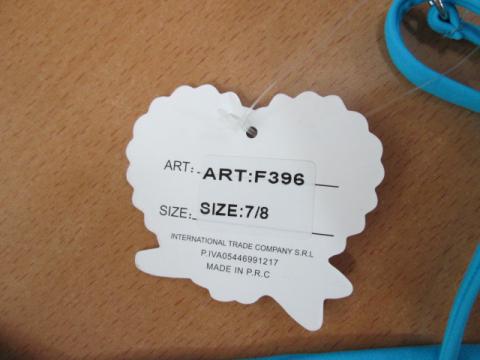 ART: ART:F396
SIZE: SIZE:7/8
INTERNATIONAL TRADE COMPANY S.R.L
P.IVA05446991217
MADE IN P.R.C